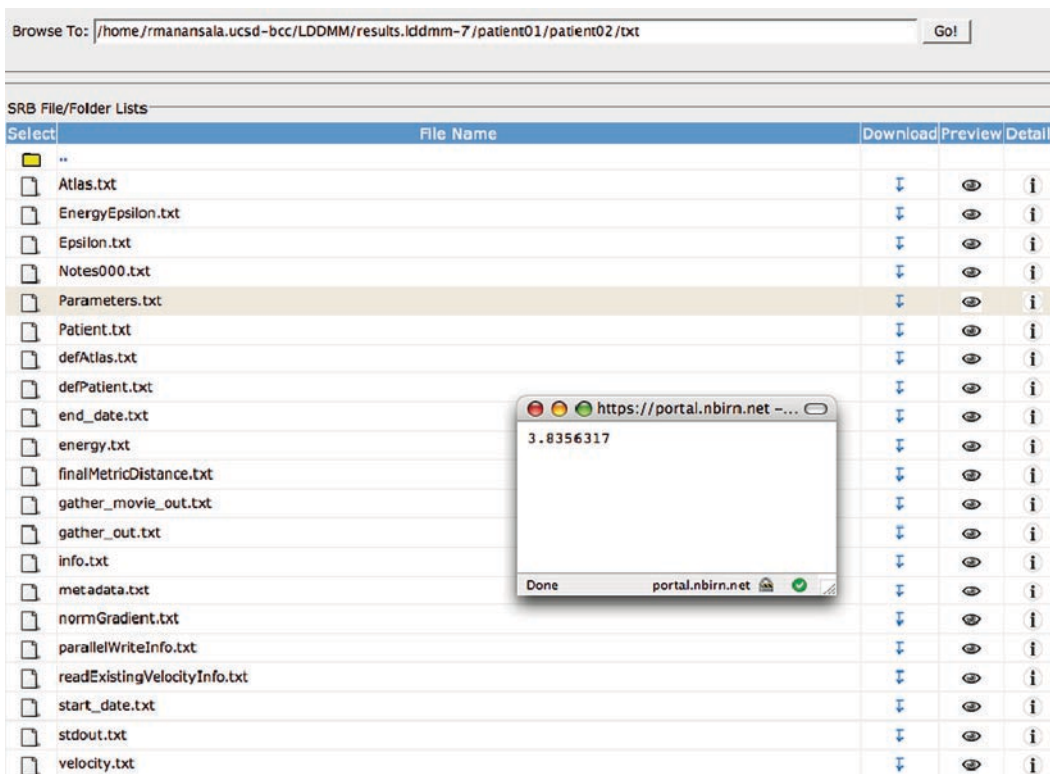 Browse To: /home/rmanansala.ucsd-bcc/LDDMM/results.lddmm-7/patient01/patient02/txt Go!
SRB File/Folder Lists
Select File Name Download Preview Detail
..
Atlas.txt
EnergyEpsilon.txt
Epsilon.txt
Notes000.txt
Parameters.txt
Patient.txt
defAtlas.txt
defPatient.txt
end_date.txt
https://portal.nbirn.net –...
energy.txt
3.8356317
finalMetricDistance.txt
gather_movie_out.txt
gather_out.txt
info.txt
metadata.txt
Done portal.nbirn.net
normGradient.txt
parallelWriteInfo.txt
readExistingVelocityInfo.txt
start_date.txt
stdout.txt
velocity.txt